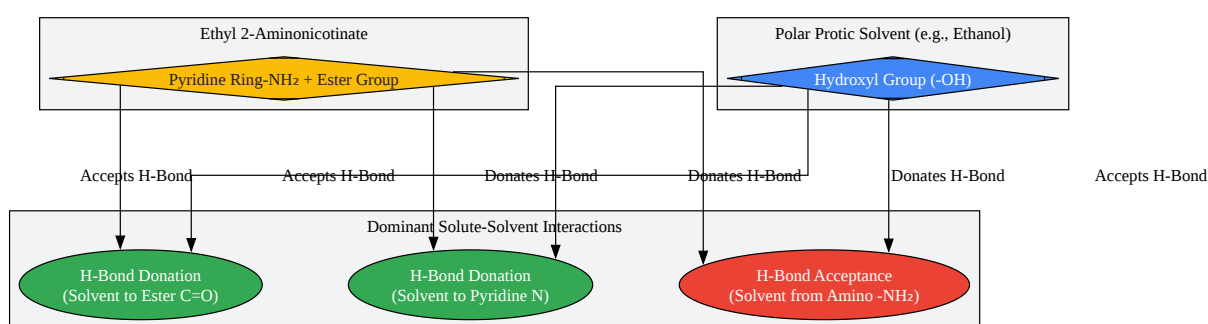 Ethyl 2-Aminonicotinate
Polar Protic Solvent (e.g., Ethanol)
Pyridine Ring-NH₂ + Ester Group
Hydroxyl Group (-OH)
Accepts H-Bond
Accepts H-Bond
Donates H-Bond
Donates H-Bond
Donates H-Bond
Accepts H-Bond
Dominant Solute-Solvent Interactions
H-Bond Donation
(Solvent to Ester C=O)
H-Bond Donation
(Solvent to Pyridine N)
H-Bond Acceptance
(Solvent from Amino -NH₂)